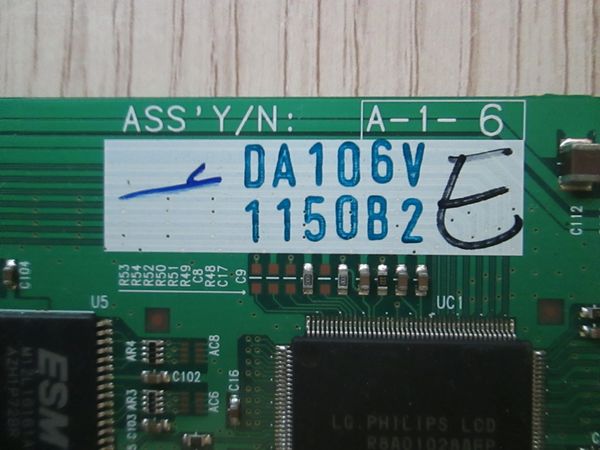 ASS'Y/N: A-1-6
DA106V
1150B2
E
R53
R54
R52
R50
R51
R49
C8
R48
C17
C9
C104
C112
U5
UC1
AR4
AC8
C102
AR3
AC6
C103
C16
ESM
LG.PHILIPS LCD